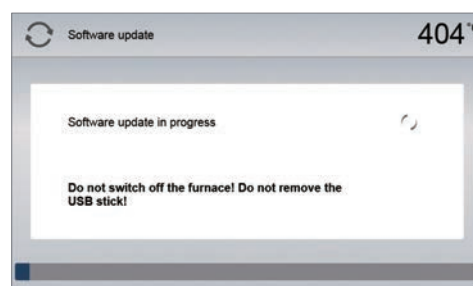 Software update 404 °
Software update in progress
Do not switch off the furnace! Do not remove the
USB stick!